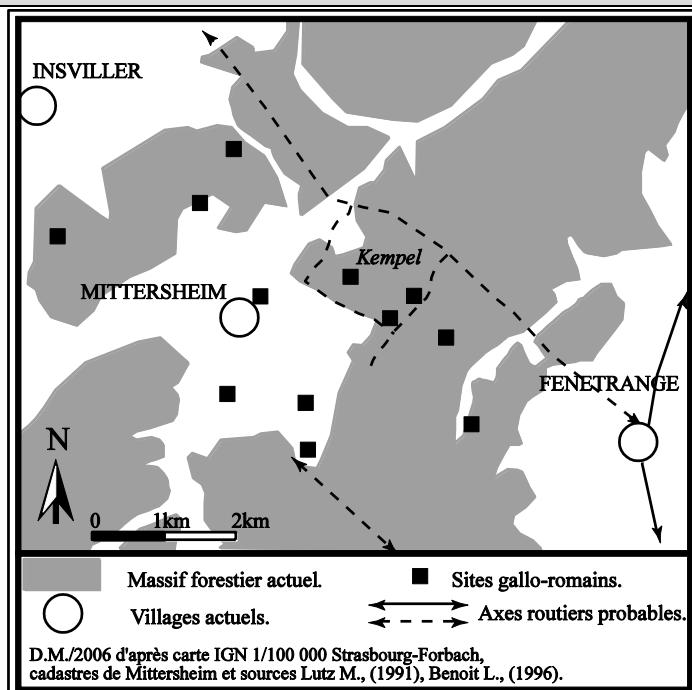 INSVILLER
Kempel
MITTERSHEIM
FENETRANGE
N
0 1km 2km
Massif forestier actuel.
Sites gallo-romains.
Villages actuels.
Axes routiers probables.
D.M./2006 d'après carte IGN 1/100 000 Strasbourg-Forbach,
cadastres de Mittersheim et sources Lutz M., (1991), Benoit L., (1996).